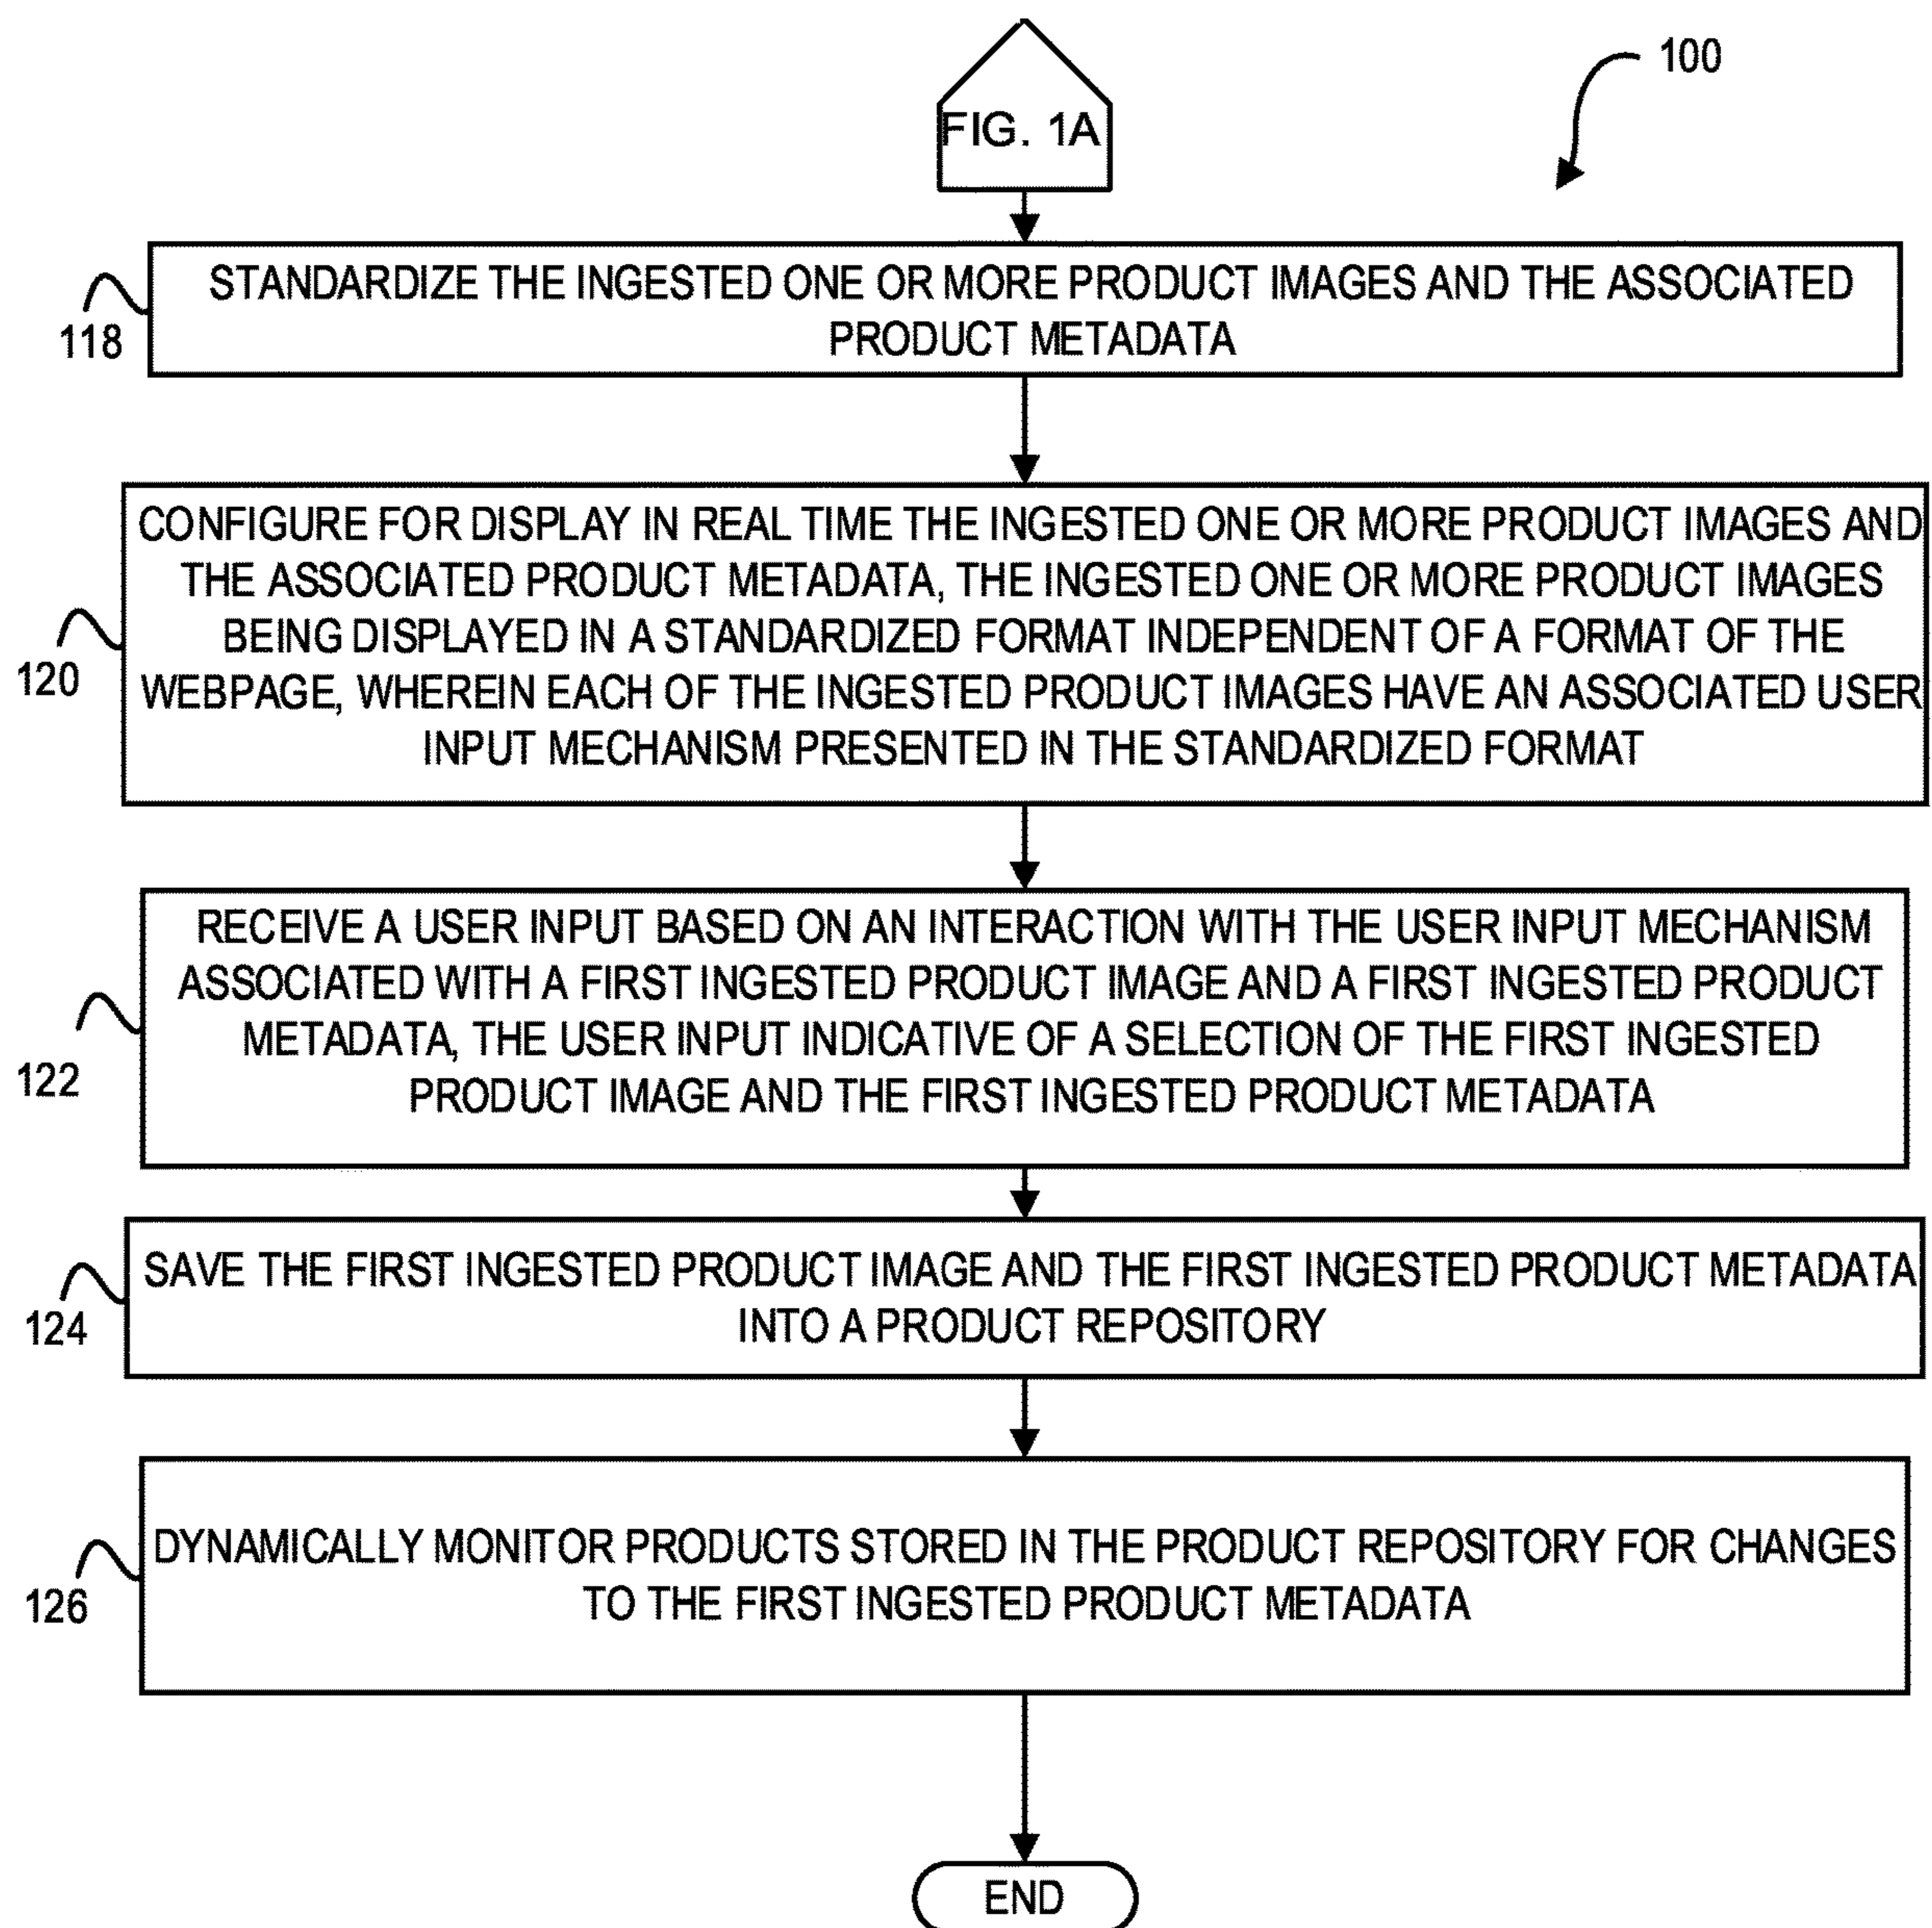 FIG. 1A
100
STANDARDIZE THE INGESTED ONE OR MORE PRODUCT IMAGES AND THE ASSOCIATED
PRODUCT METADATA
118
CONFIGURE FOR DISPLAY IN REAL TIME THE INGESTED ONE OR MORE PRODUCT IMAGES AND
THE ASSOCIATED PRODUCT METADATA, THE INGESTED ONE OR MORE PRODUCT IMAGES
BEING DISPLAYED IN A STANDARDIZED FORMAT INDEPENDENT OF A FORMAT OF THE
WEBPAGE, WHEREIN EACH OF THE INGESTED PRODUCT IMAGES HAVE AN ASSOCIATED USER
INPUT MECHANISM PRESENTED IN THE STANDARDIZED FORMAT
120
RECEIVE A USER INPUT BASED ON AN INTERACTION WITH THE USER INPUT MECHANISM
ASSOCIATED WITH A FIRST INGESTED PRODUCT IMAGE AND A FIRST INGESTED PRODUCT
METADATA, THE USER INPUT INDICATIVE OF A SELECTION OF THE FIRST INGESTED
PRODUCT IMAGE AND THE FIRST INGESTED PRODUCT METADATA
122
SAVE THE FIRST INGESTED PRODUCT IMAGE AND THE FIRST INGESTED PRODUCT METADATA
INTO A PRODUCT REPOSITORY
124
DYNAMICALLY MONITOR PRODUCTS STORED IN THE PRODUCT REPOSITORY FOR CHANGES
TO THE FIRST INGESTED PRODUCT METADATA
126
END